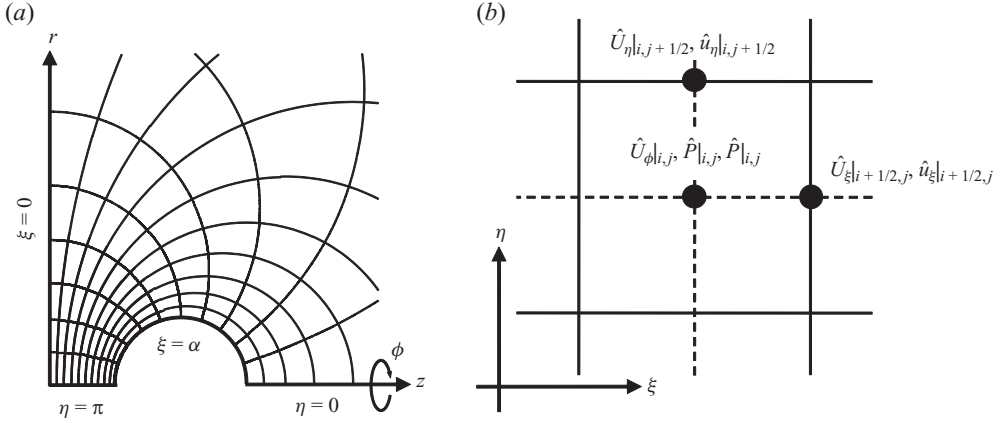 (a)
r
ξ = 0
ξ = α
ϕ
z
η = π
η = 0
(b)
Û_η|_{i, j + 1/2}, û_η|_{i, j + 1/2}
Û_ϕ|_{i, j}, P̂|_{i, j}, P̂|_{i, j}
Û_ξ|_{i + 1/2, j}, û_ξ|_{i + 1/2, j}
η
ξ